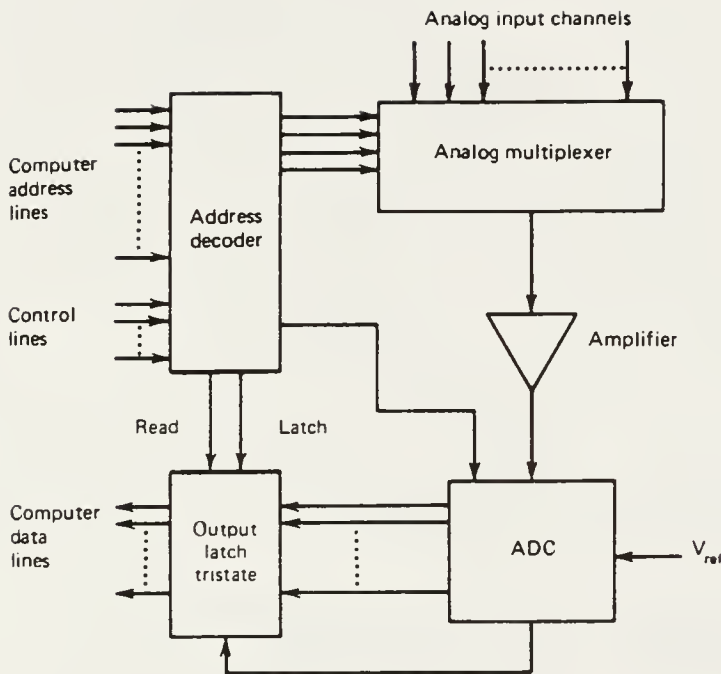 Analog input channels
Computer
address
lines
Address
decoder
Analog multiplexer
Control
lines
Amplifier
Read
Latch
Computer
data
lines
Output
latch
tristate
ADC
V_ref